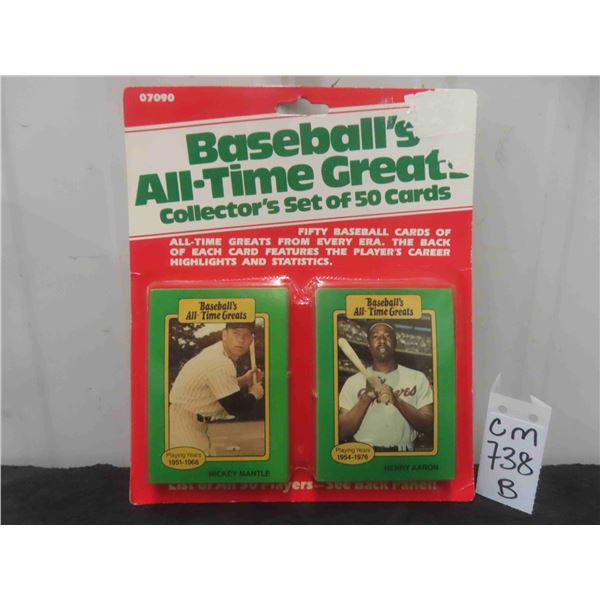 07090
Baseball's
All-Time Greats
Collector's Set of 50 Cards
FIFTY BASEBALL CARDS OF
ALL-TIME GREATS FROM EVERY ERA. THE BACK
OF EACH CARD FEATURES THE PLAYER'S CAREER
HIGHLIGHTS AND STATISTICS.
Baseball's
All-Time Greats
Playing Years
1951-1968
MICKEY MANTLE
Baseball's
All-Time Greats
Playing Years
1954-1976
HENRY AARON
List of All 50 Players—See Back Panel!
CM
738
B